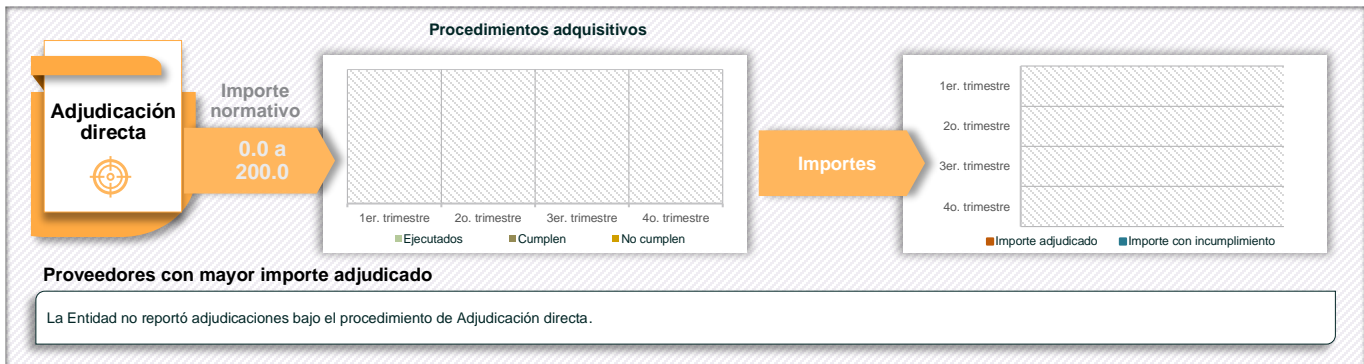 Procedimientos adquisitivos
Adjudicación
directa
Importe
normativo
0.0 a
200.0
1er. trimestre 2o. trimestre 3er. trimestre 4o. trimestre
Ejecutados Cumplen No cumplen
Importes
1er. trimestre
2o. trimestre
3er. trimestre
4o. trimestre
Importe adjudicado Importe con incumplimiento
Proveedores con mayor importe adjudicado
La Entidad no reportó adjudicaciones bajo el procedimiento de Adjudicación directa.